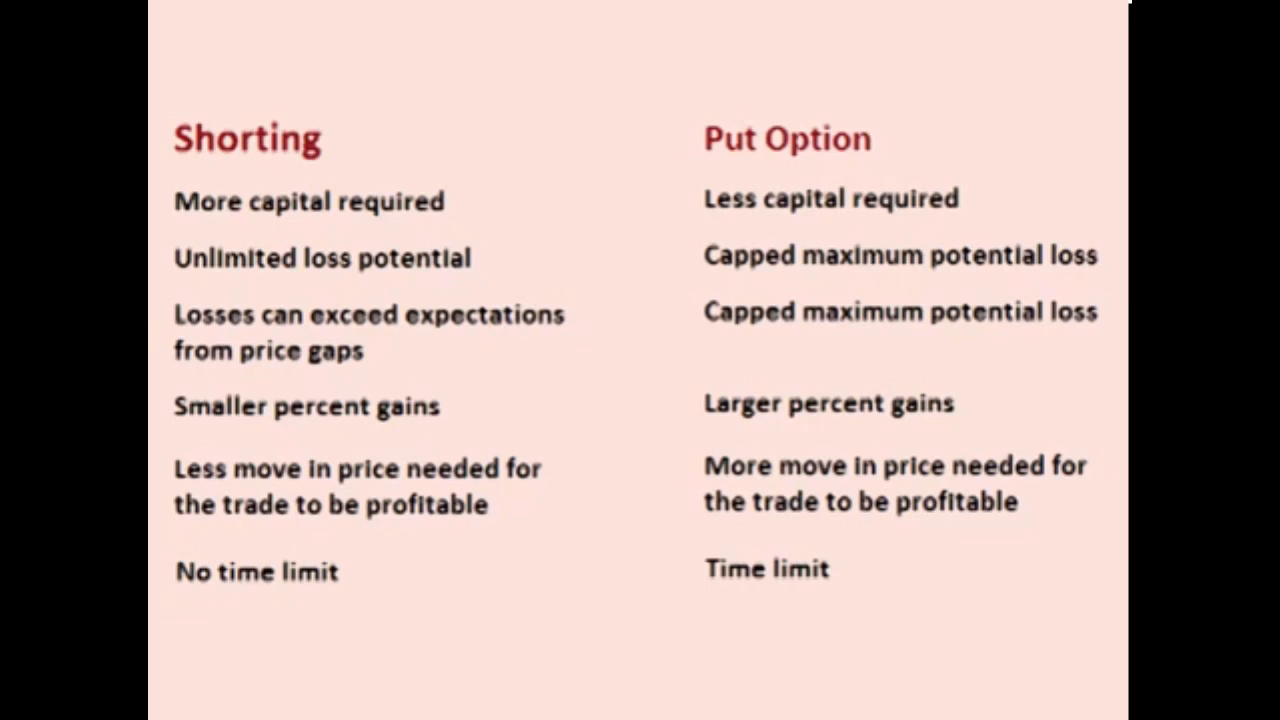 Shorting
More capital required
Unlimited loss potential
Losses can exceed expectations
from price gaps
Smaller percent gains
Less move in price needed for
the trade to be profitable
No time limit
Put Option
Less capital required
Capped maximum potential loss
Capped maximum potential loss
Larger percent gains
More move in price needed for
the trade to be profitable
Time limit